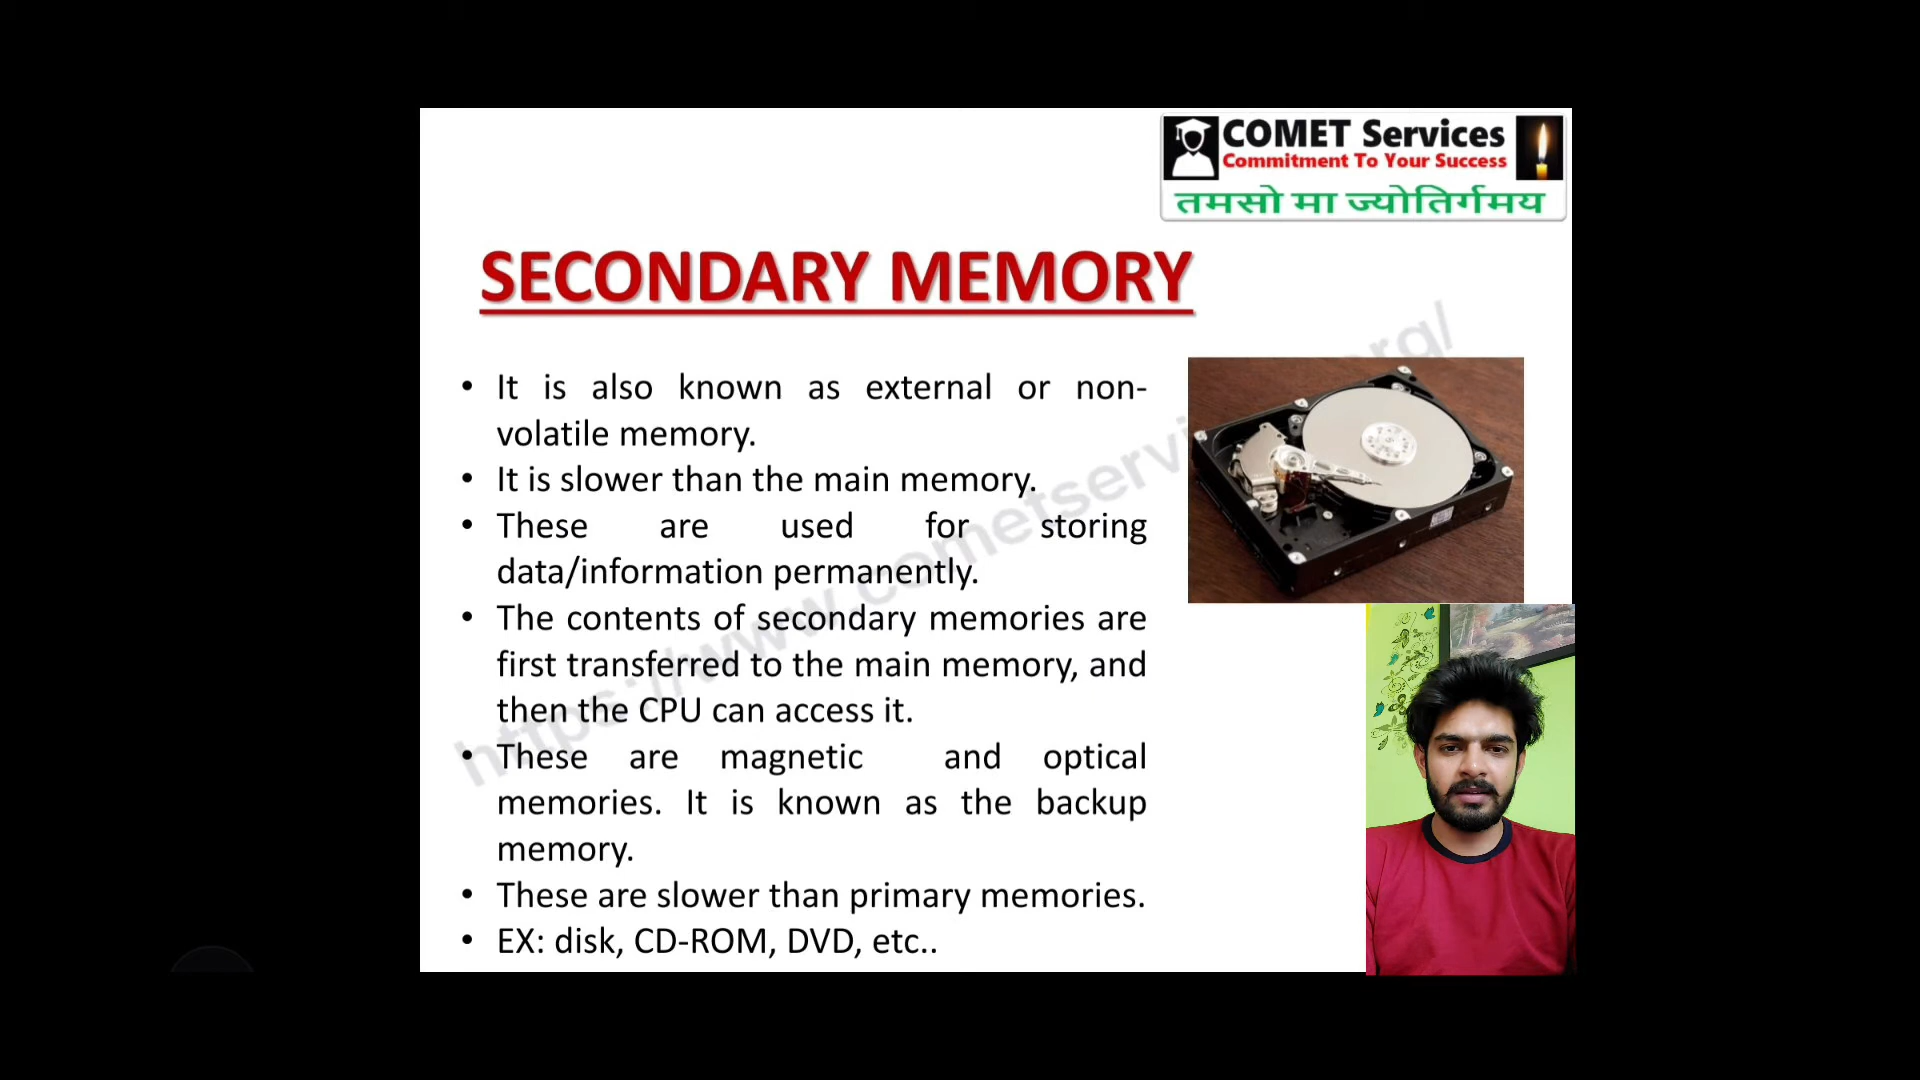 COMET Services
Commitment To Your Success
तमसो मा ज्योतिर्गमय
SECONDARY MEMORY
• It is also known as external or non-
volatile memory.
• It is slower than the main memory.
• These are used for storing
data/information permanently.
• The contents of secondary memories are
first transferred to the main memory, and
then the CPU can access it.
• These are magnetic and optical
memories. It is known as the backup
memory.
• These are slower than primary memories.
• EX: disk, CD-ROM, DVD, etc..